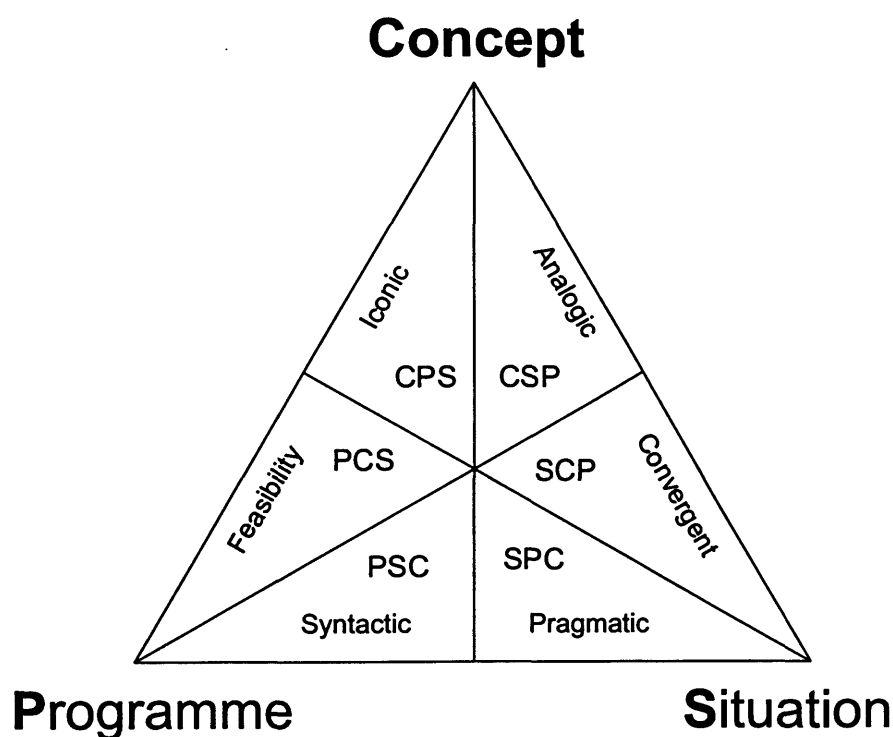 Concept
Iconic
Analogic
CPS
CSP
Feasibility
PCS
SCP
Convergent
PSC
SPC
Syntactic
Pragmatic
Programme
Situation